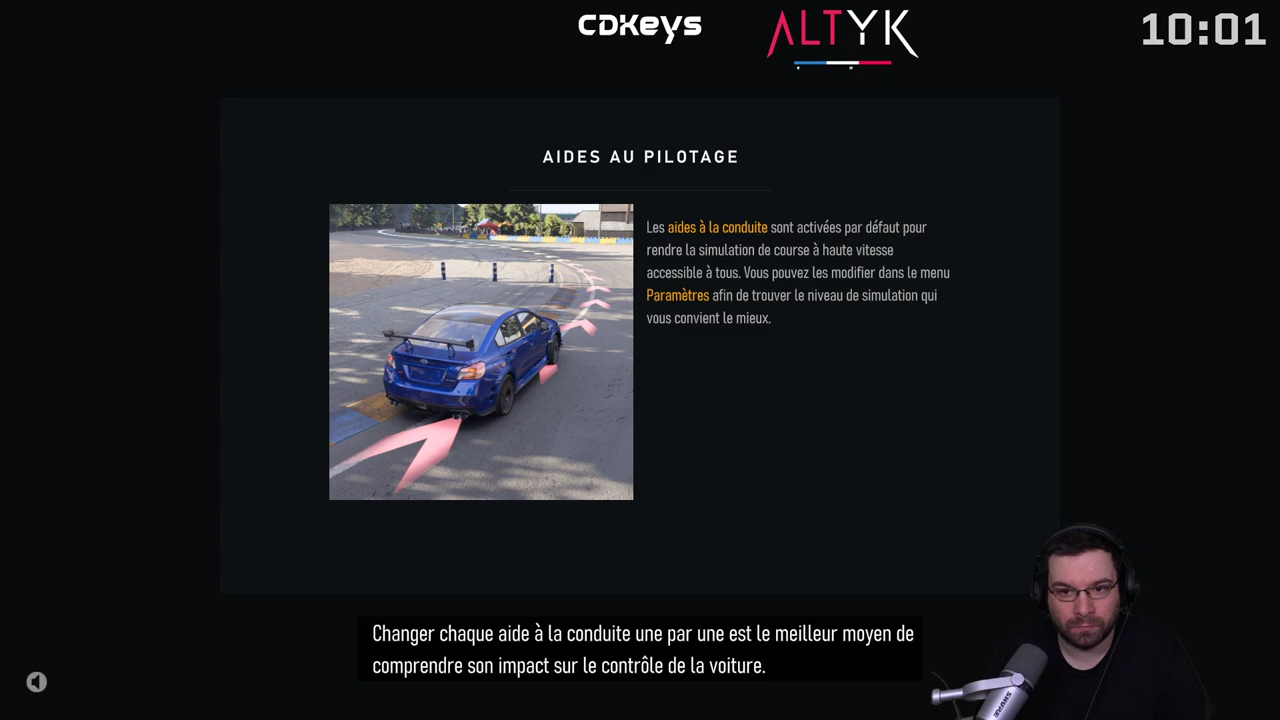 CDKeys
ALTYK
10:01
AIDES AU PILOTAGE
Les aides à la conduite sont activées par défaut pour
rendre la simulation de course à haute vitesse
accessible à tous. Vous pouvez les modifier dans le menu
Paramètres afin de trouver le niveau de simulation qui
vous convient le mieux.
Changer chaque aide à la conduite une par une est le meilleur moyen de
comprendre son impact sur le contrôle de la voiture.
SHURE